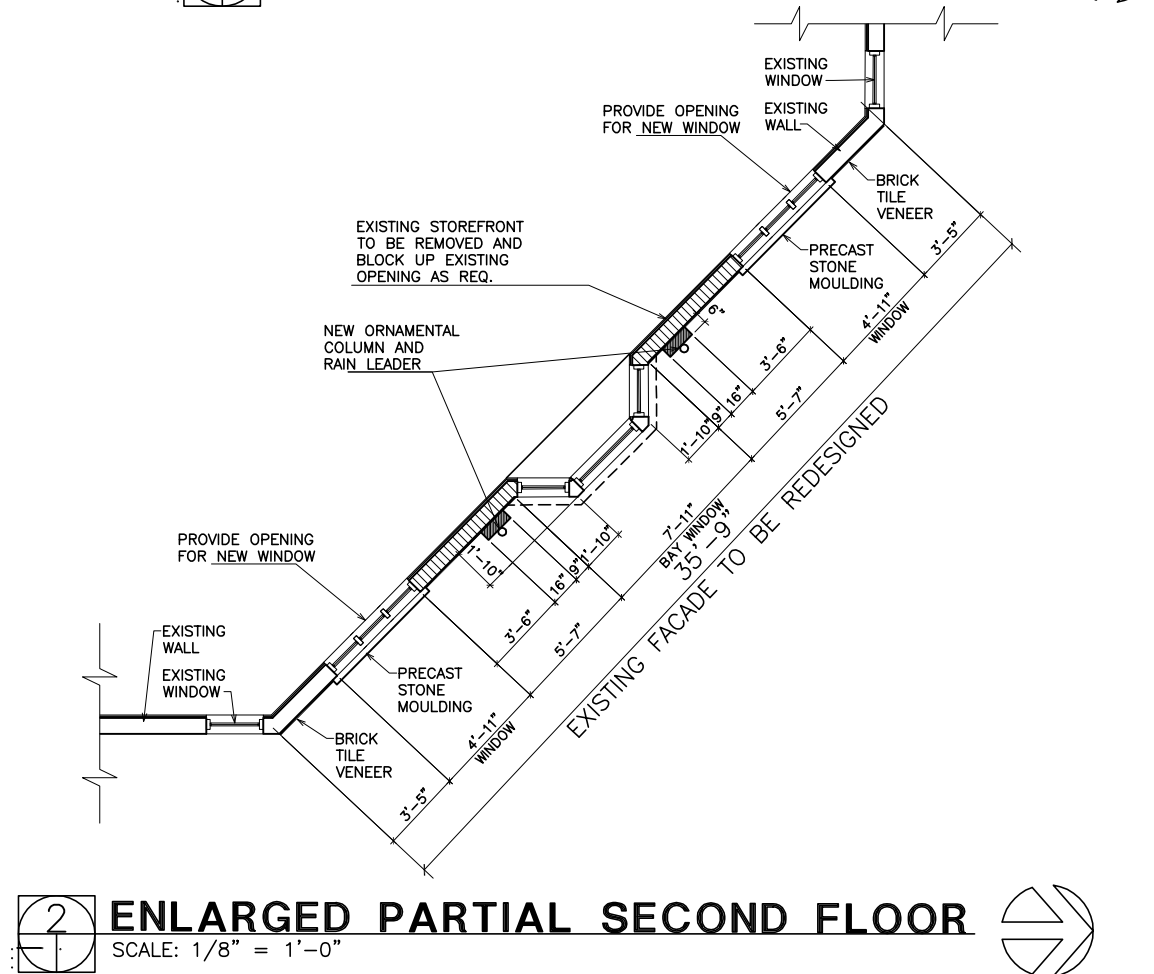 EXISTING
WINDOW
PROVIDE OPENING
FOR NEW WINDOW
EXISTING
WALL
BRICK
TILE
VENEER
EXISTING STOREFRONT
TO BE REMOVED AND
BLOCK UP EXISTING
OPENING AS REQ.
PRECAST
STONE
MOULDING
3'-5"
4'-11"
WINDOW
6"
NEW ORNAMENTAL
COLUMN AND
RAIN LEADER
3'-6"
16"
9"
1'-10"
5'-7"
7'-11"
BAY WINDOW
35'-9"
EXISTING FACADE TO BE REDESIGNED
PROVIDE OPENING
FOR NEW WINDOW
1'-10"
16"
9"
1'-10"
3'-6"
5'-7"
EXISTING
WALL
EXISTING
WINDOW
PRECAST
STONE
MOULDING
4'-11"
WINDOW
BRICK
TILE
VENEER
3'-5"
2
1
ENLARGED PARTIAL SECOND FLOOR
SCALE: 1/8" = 1'-0"